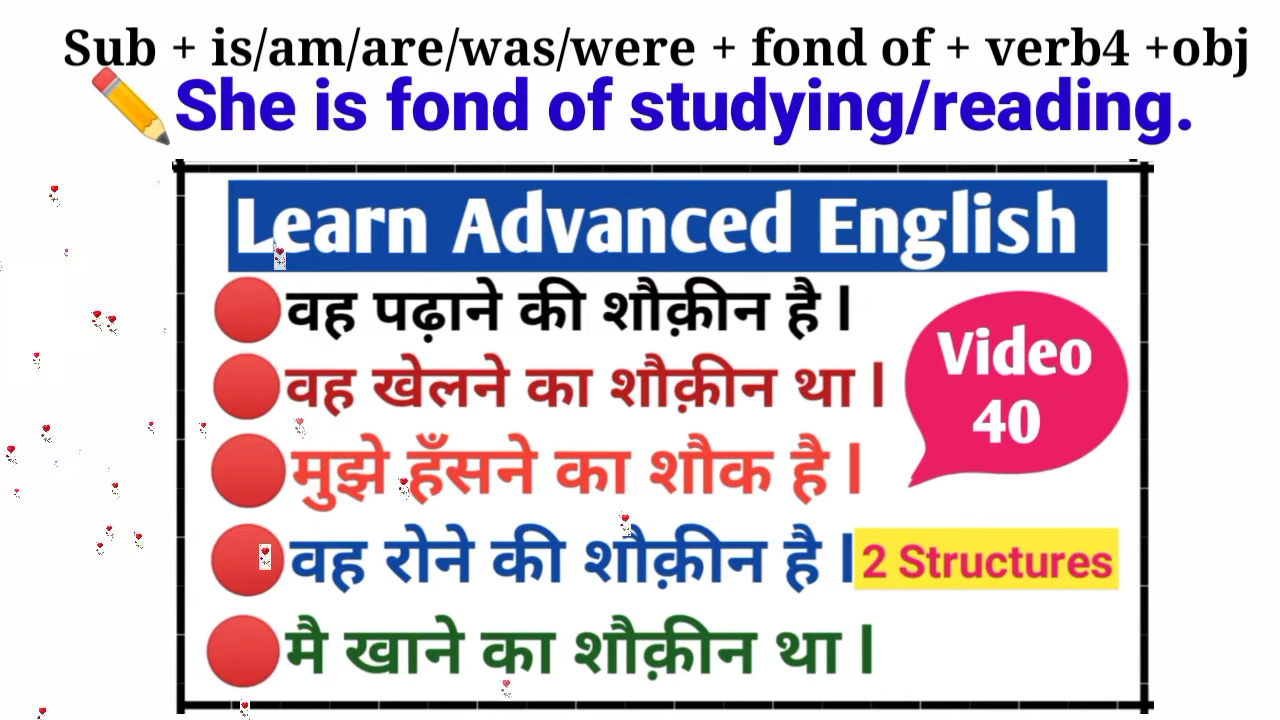 Sub + is/am/are/was/were + fond of + verb4 +obj
She is fond of studying/reading.
Learn Advanced English
वह पढ़ाने की शौक़ीन है l
वह खेलने का शौक़ीन था l
Video
40
मुझे हँसने का शौक है l
वह रोने की शौक़ीन है l
2 Structures
मै खाने का शौक़ीन था l